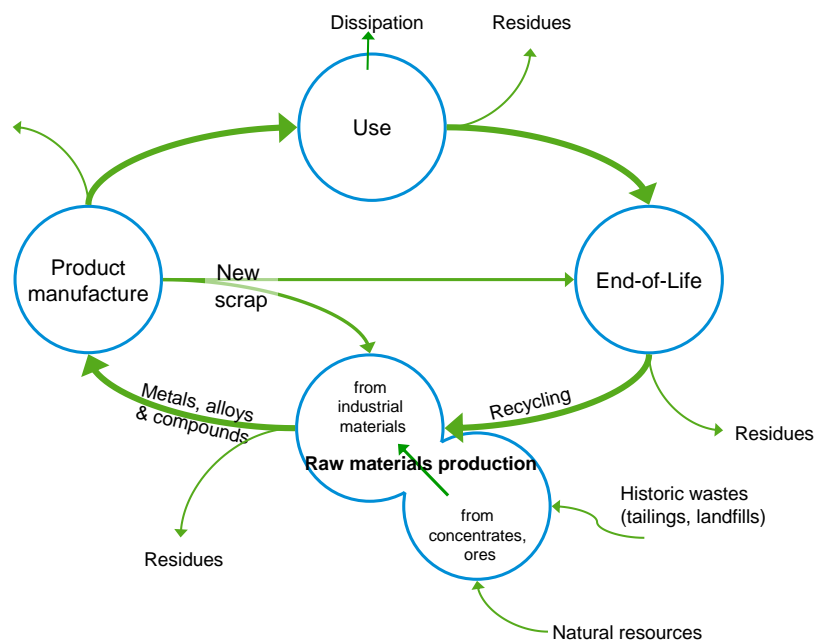 Dissipation
Residues
Use
Product
manufacture
New
scrap
End-of-Life
Metals, alloys
& compounds
from
industrial
materials
Recycling
Raw materials production
Residues
Historic wastes
(tailings, landfills)
from
concentrates,
ores
Residues
Natural resources